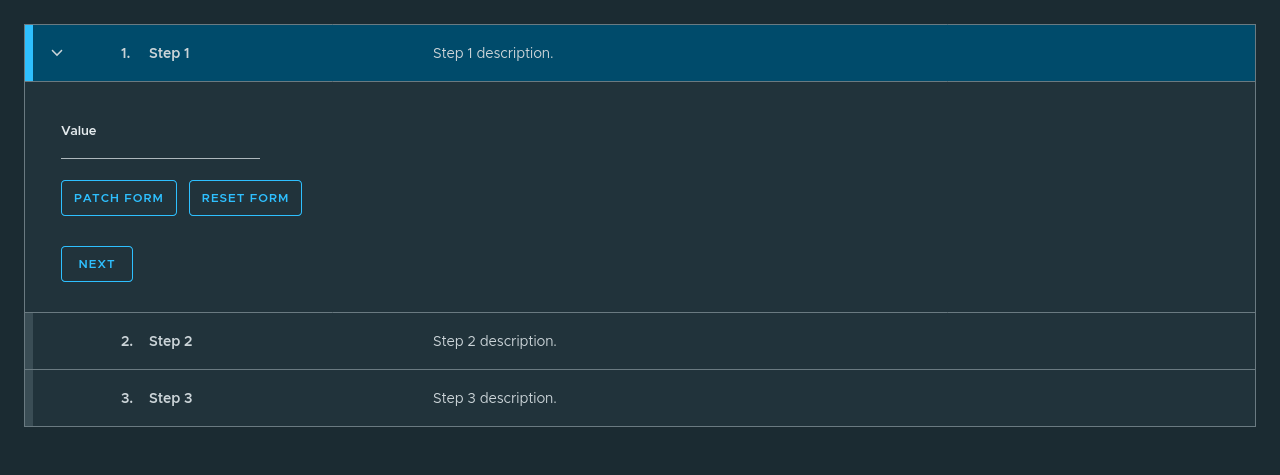 1. Step 1 Step 1 description.
Value
PATCH FORM RESET FORM
NEXT
2. Step 2 Step 2 description.
3. Step 3 Step 3 description.